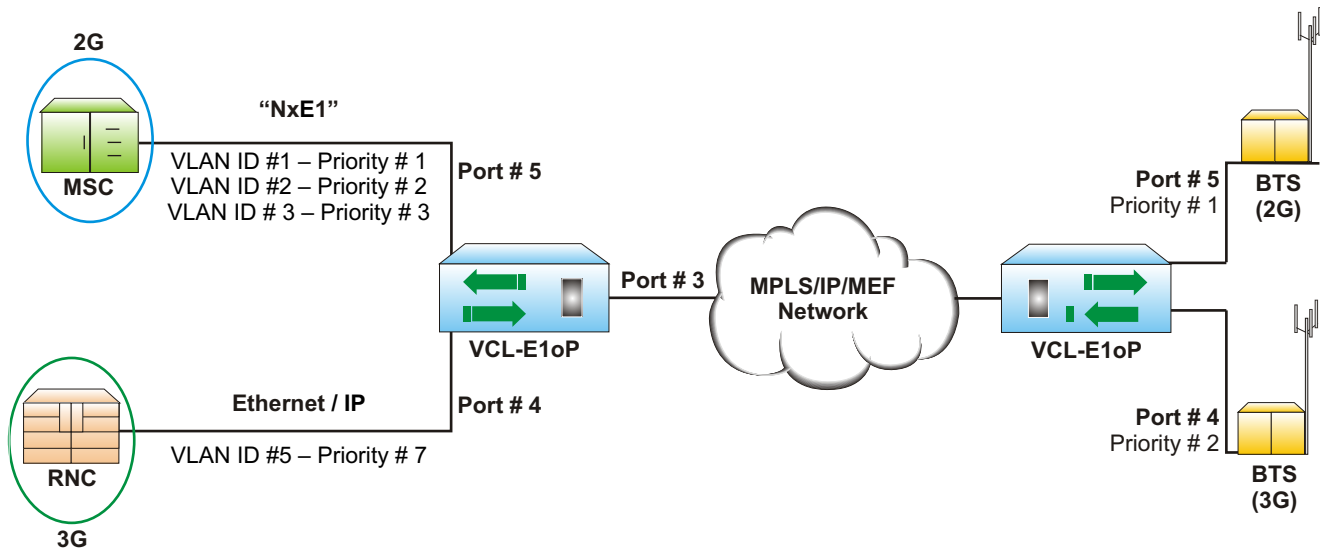 2G
“NxE1”
MSC
VLAN ID #1 – Priority # 1
VLAN ID #2 – Priority # 2
VLAN ID # 3 – Priority # 3
Port # 5
VCL-E1oP
Port # 3
MPLS/IP/MEF
Network
VCL-E1oP
Port # 5
Priority # 1
BTS
(2G)
Ethernet / IP
Port # 4
VLAN ID #5 – Priority # 7
RNC
3G
Port # 4
Priority # 2
BTS
(3G)